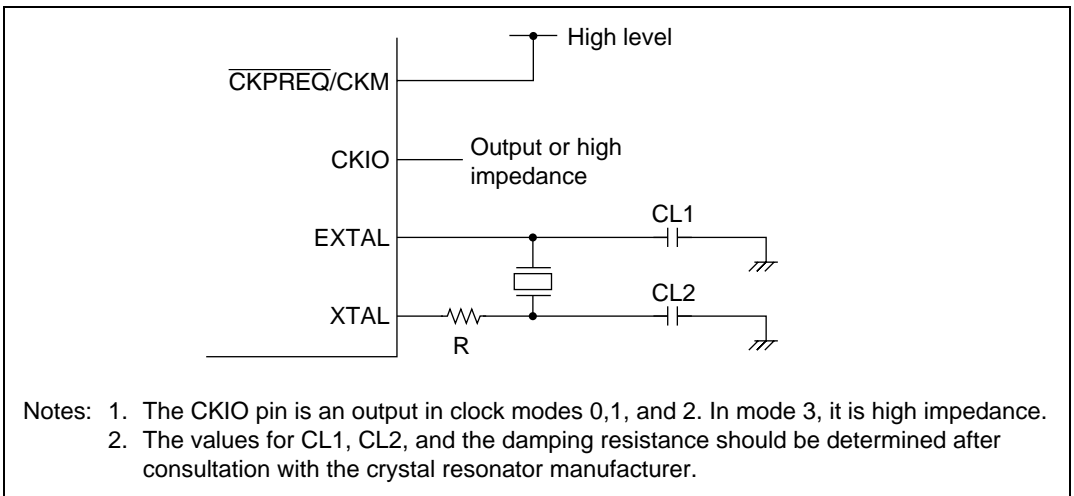 High level
CKPREQ/CKM
CKIO
Output or high
impedance
CL1
EXTAL
CL2
XTAL
R
Notes: 1. The CKIO pin is an output in clock modes 0,1, and 2. In mode 3, it is high impedance.
2. The values for CL1, CL2, and the damping resistance should be determined after
consultation with the crystal resonator manufacturer.